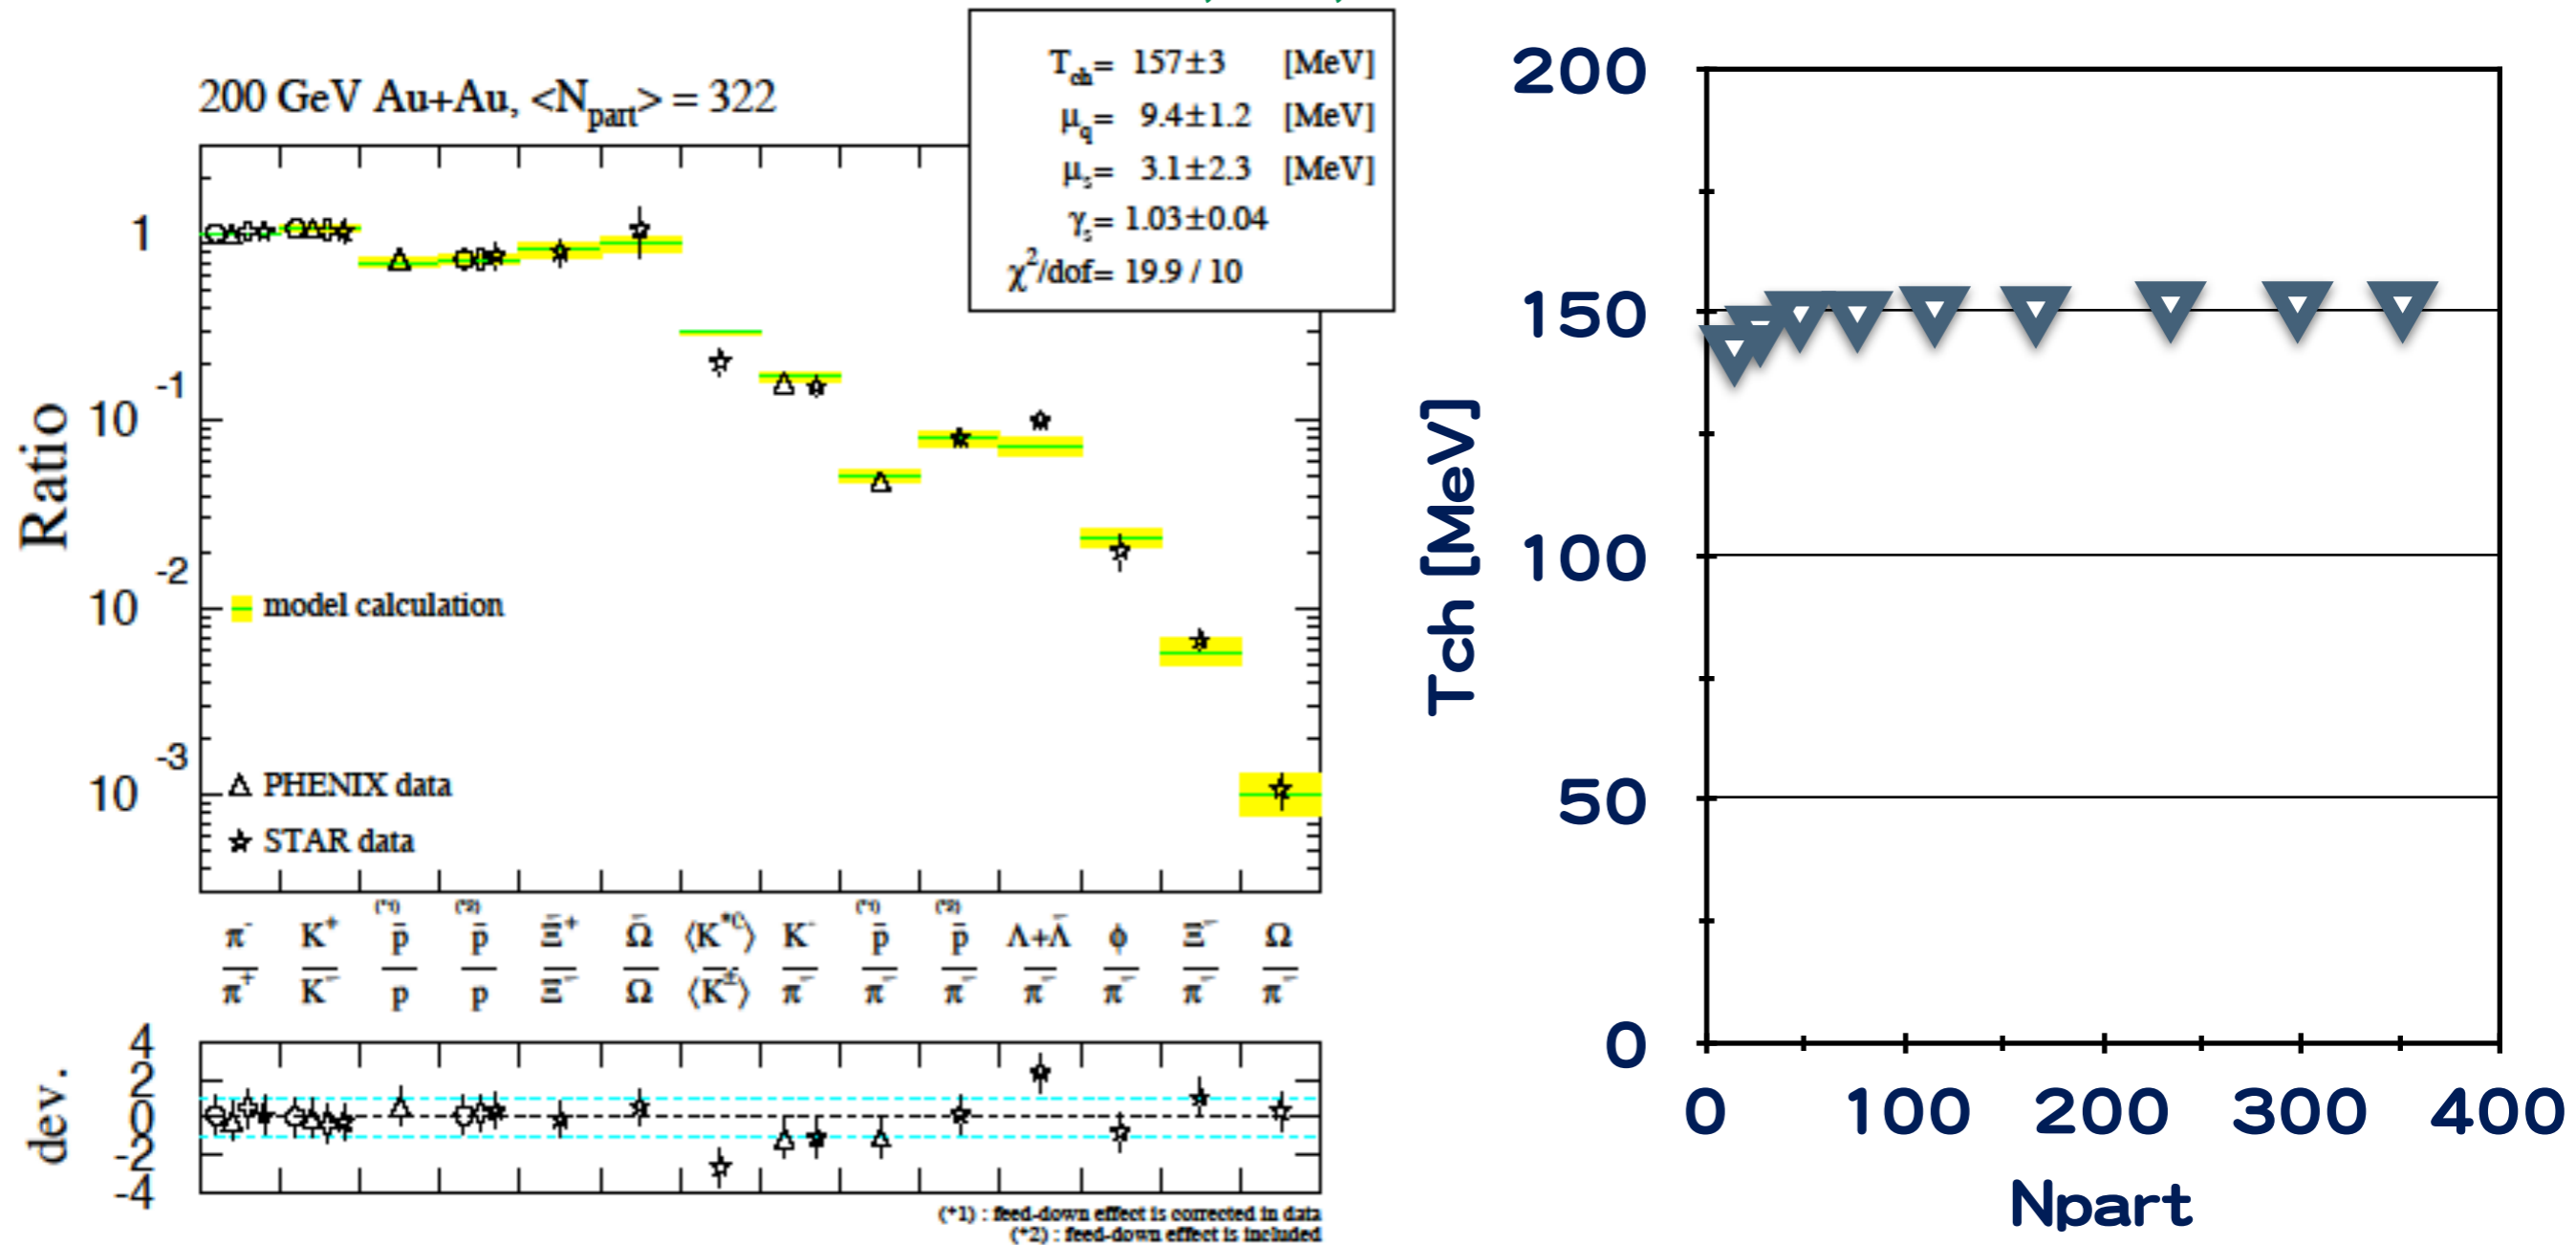 200 GeV Au+Au, <N_part> = 322
T_ch= 157±3 [MeV]
μ_q= 9.4±1.2 [MeV]
μ_s= 3.1±2.3 [MeV]
γ_s= 1.03±0.04
χ²/dof= 19.9 / 10
Ratio
1
10⁻¹
10⁻²
10⁻³
model calculation
PHENIX data
STAR data
π⁻/π⁺ K⁺/K⁻ (*1) p̄/p (*2) p̄/p Ξ̄⁺/Ξ⁻ Ω̄/Ω ⟨K*⁰⟩/⟨K±⟩ K⁻/π⁻ (*1) p̄/π⁻ (*2) p̄/π⁻ Λ+Λ̄/π⁻ ϕ/π⁻ Ξ⁻/π⁻ Ω/π⁻
dev.
4
2
0
-2
-4
(*1) : feed-down effect is corrected in data
(*2) : feed-down effect is included
Tch [MeV]
200
150
100
50
0
0 100 200 300 400
Npart